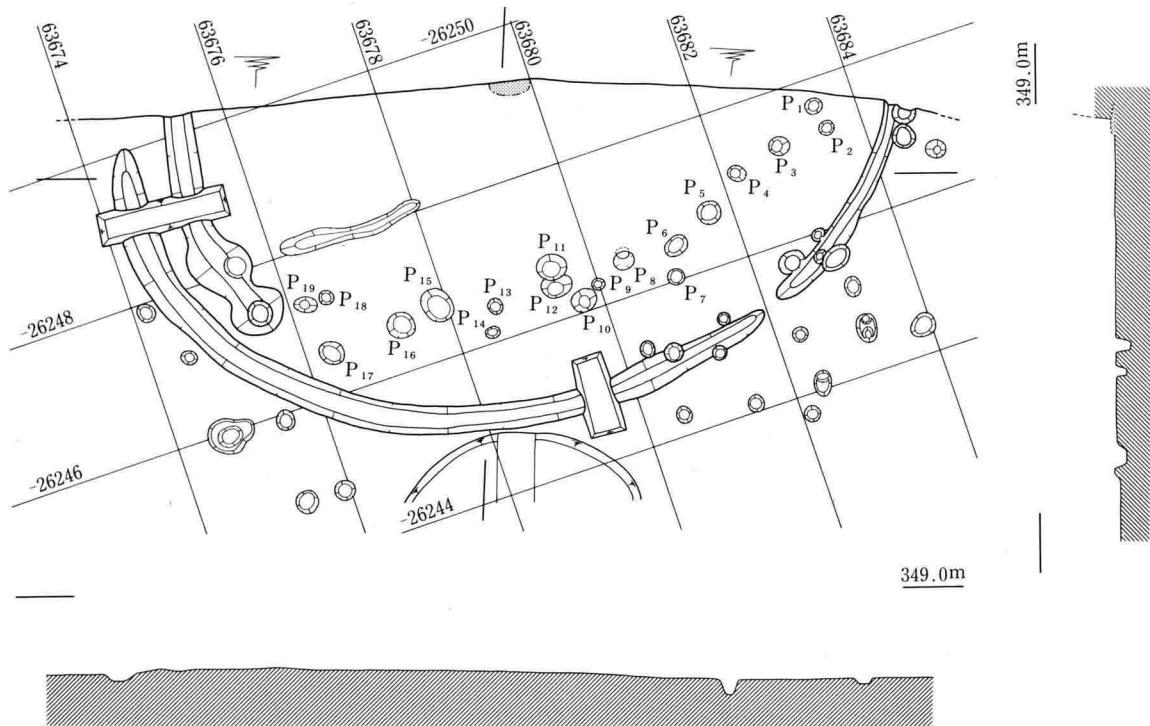 63674
63676
63678
-26250
63680
63682
63684
349.0m
P₁
P₂
P₃
P₄
P₅
P₆
P₇
P₈
P₉
P₁₀
P₁₁
P₁₂
P₁₃
P₁₄
P₁₅
P₁₆
P₁₇
P₁₈
P₁₉
-26248
-26246
-26244
349.0m